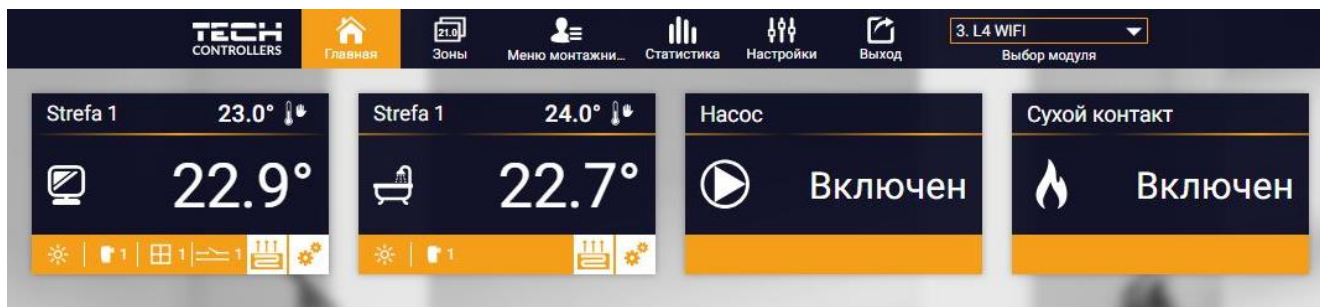 TECH
CONTROLLERS
Главная
21.0
Зоны
Меню монтажни...
Статистика
Настройки
Выход
3. L4 WIFI
Выбор модуля
Strefa 1 23.0°
22.9°
1 1 1
Strefa 1 24.0°
22.7°
1
Насос
Включен
Сухой контакт
Включен